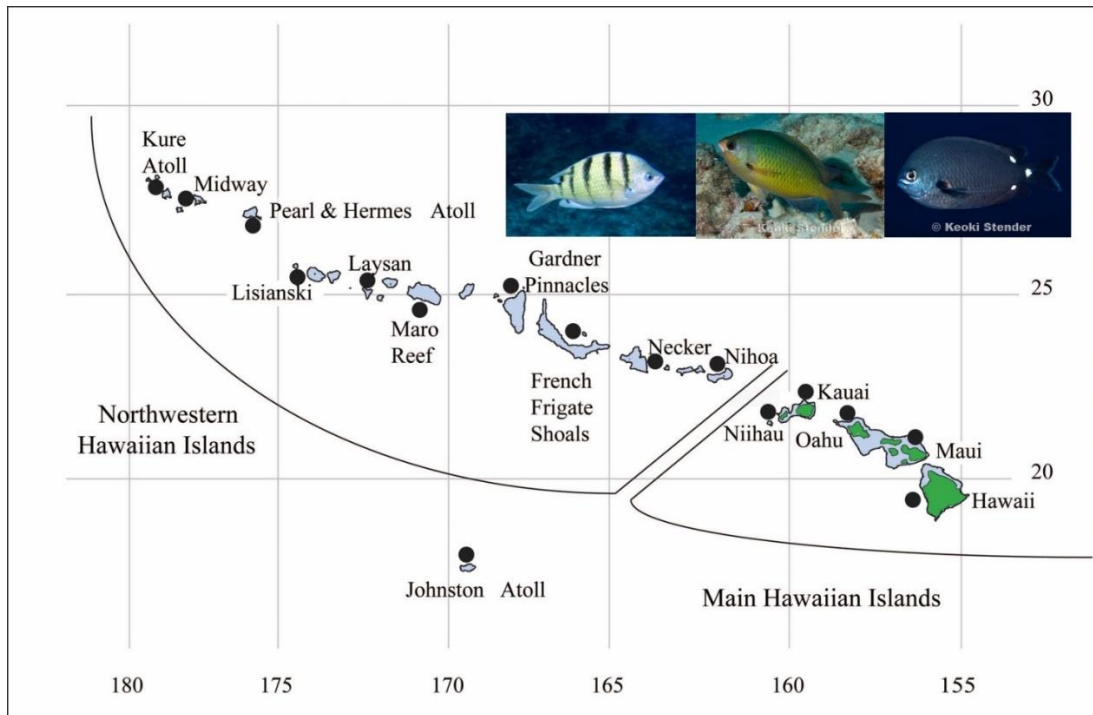 30
Kure
Atoll
Midway
Pearl & Hermes Atoll
© Keoki Stender
© Keoki Stender
Gardner
Pinnacles
Laysan
Lisianski
25
Maro
Reef
Necker
Nihoa
French
Frigate
Shoals
Kauai
Northwestern
Hawaiian Islands
Niihau
Oahu
Maui
20
Hawaii
Johnston Atoll
Main Hawaiian Islands
180
175
170
165
160
155